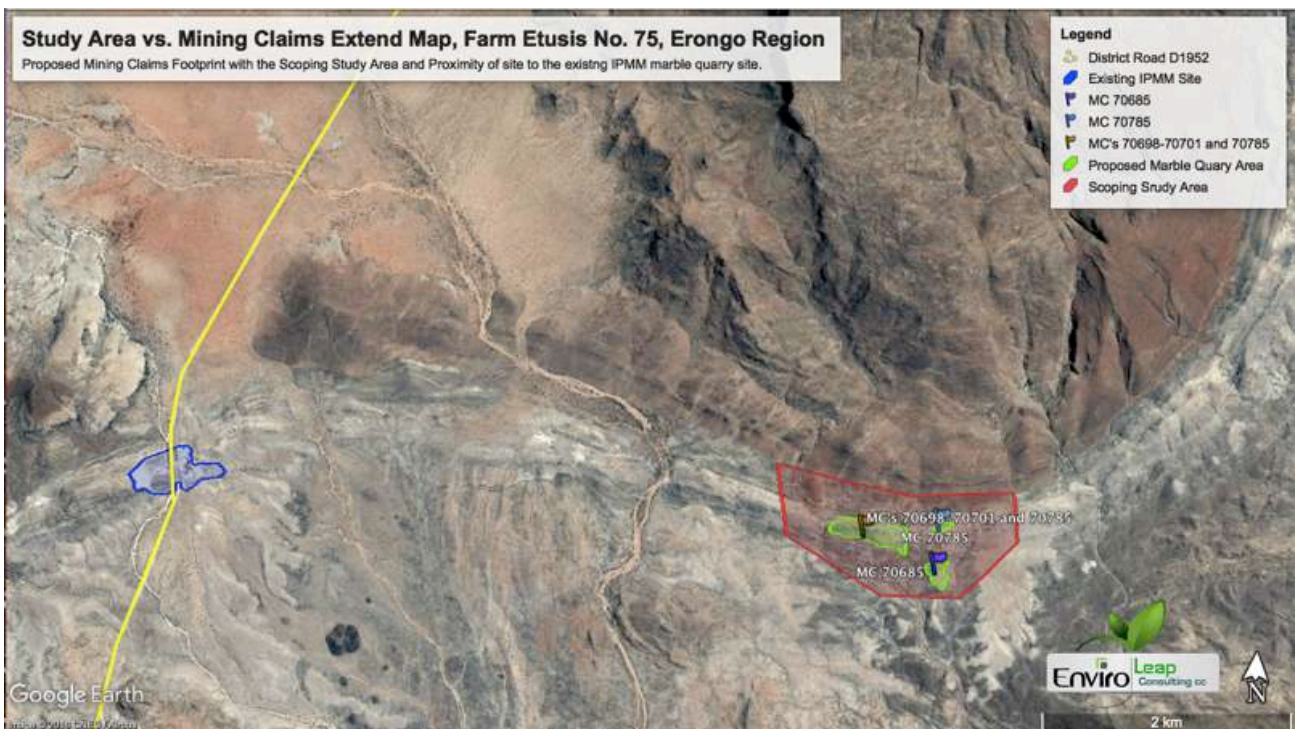 Study Area vs. Mining Claims Extend Map, Farm Etusis No. 75, Erongo Region
Proposed Mining Claims Footprint with the Scoping Study Area and Proximity of site to the existng IPMM marble quarry site.
Legend
District Road D1952
Existing IPMM Site
MC 70685
MC 70785
MC's 70698-70701 and 70785
Proposed Marble Quary Area
Scoping Srudy Area
MC's 70698-70701 and 70785
MC 70785
MC 70685
Google Earth
Enviro Leap
Consulting cc
N
2 km